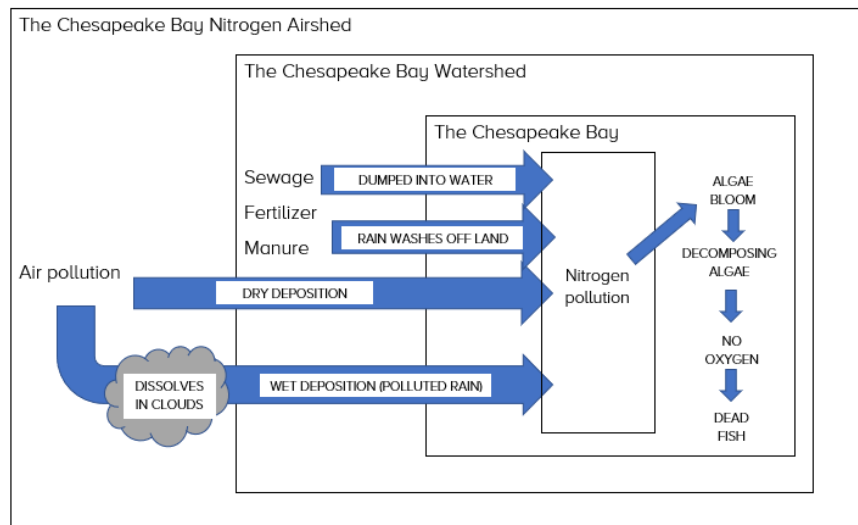 The Chesapeake Bay Nitrogen Airshed
The Chesapeake Bay Watershed
The Chesapeake Bay
Sewage
DUMPED INTO WATER
Fertilizer
Manure
RAIN WASHES OFF LAND
Air pollution
DRY DEPOSITION
DISSOLVES
IN CLOUDS
WET DEPOSITION (POLLUTED RAIN)
Nitrogen
pollution
ALGAE
BLOOM
DECOMPOSING
ALGAE
NO
OXYGEN
DEAD
FISH